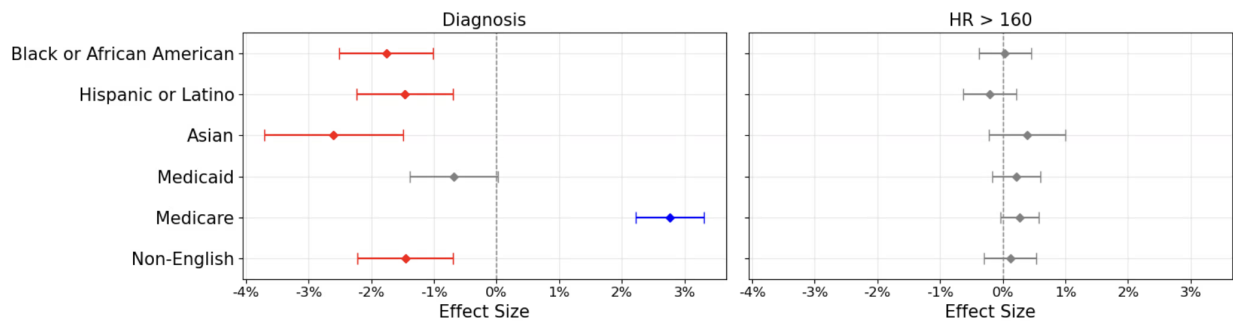 Diagnosis
HR > 160
Black or African American
Hispanic or Latino
Asian
Medicaid
Medicare
Non-English
-4% -3% -2% -1% 0% 1% 2% 3%
-4% -3% -2% -1% 0% 1% 2% 3%
Effect Size
Effect Size